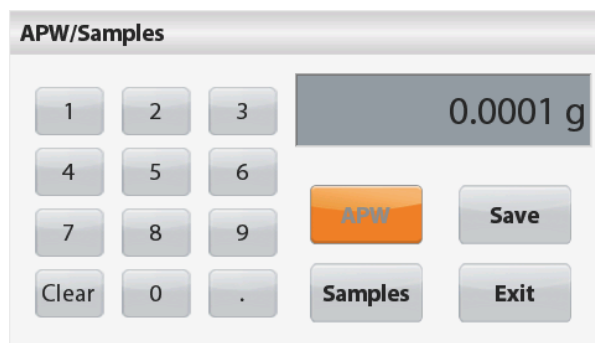 APW/Samples
0.0001 g
1 2 3
4 5 6
7 8 9
Clear 0 .
APW Save
Samples Exit